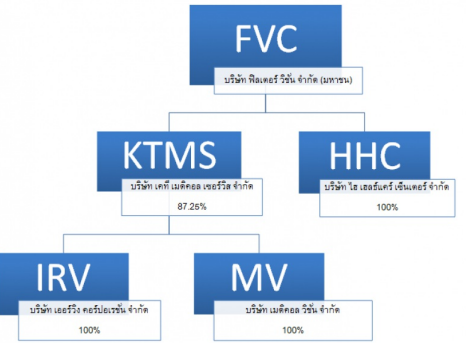 FVC
บริษัท ฟิลเตอร์ วิชั่น จำกัด (มหาชน)
KTMS
บริษัท เคที เมดิคอล เซอร์วิส จำกัด
87.25%
HHC
บริษัท ไฮ เฮลธ์แคร์ เซ็นเตอร์ จำกัด
100%
IRV
บริษัท เออร์วิง คอร์ปอเรชั่น จำกัด
100%
MV
บริษัท เมดิคอล วิชั่น จำกัด
100%